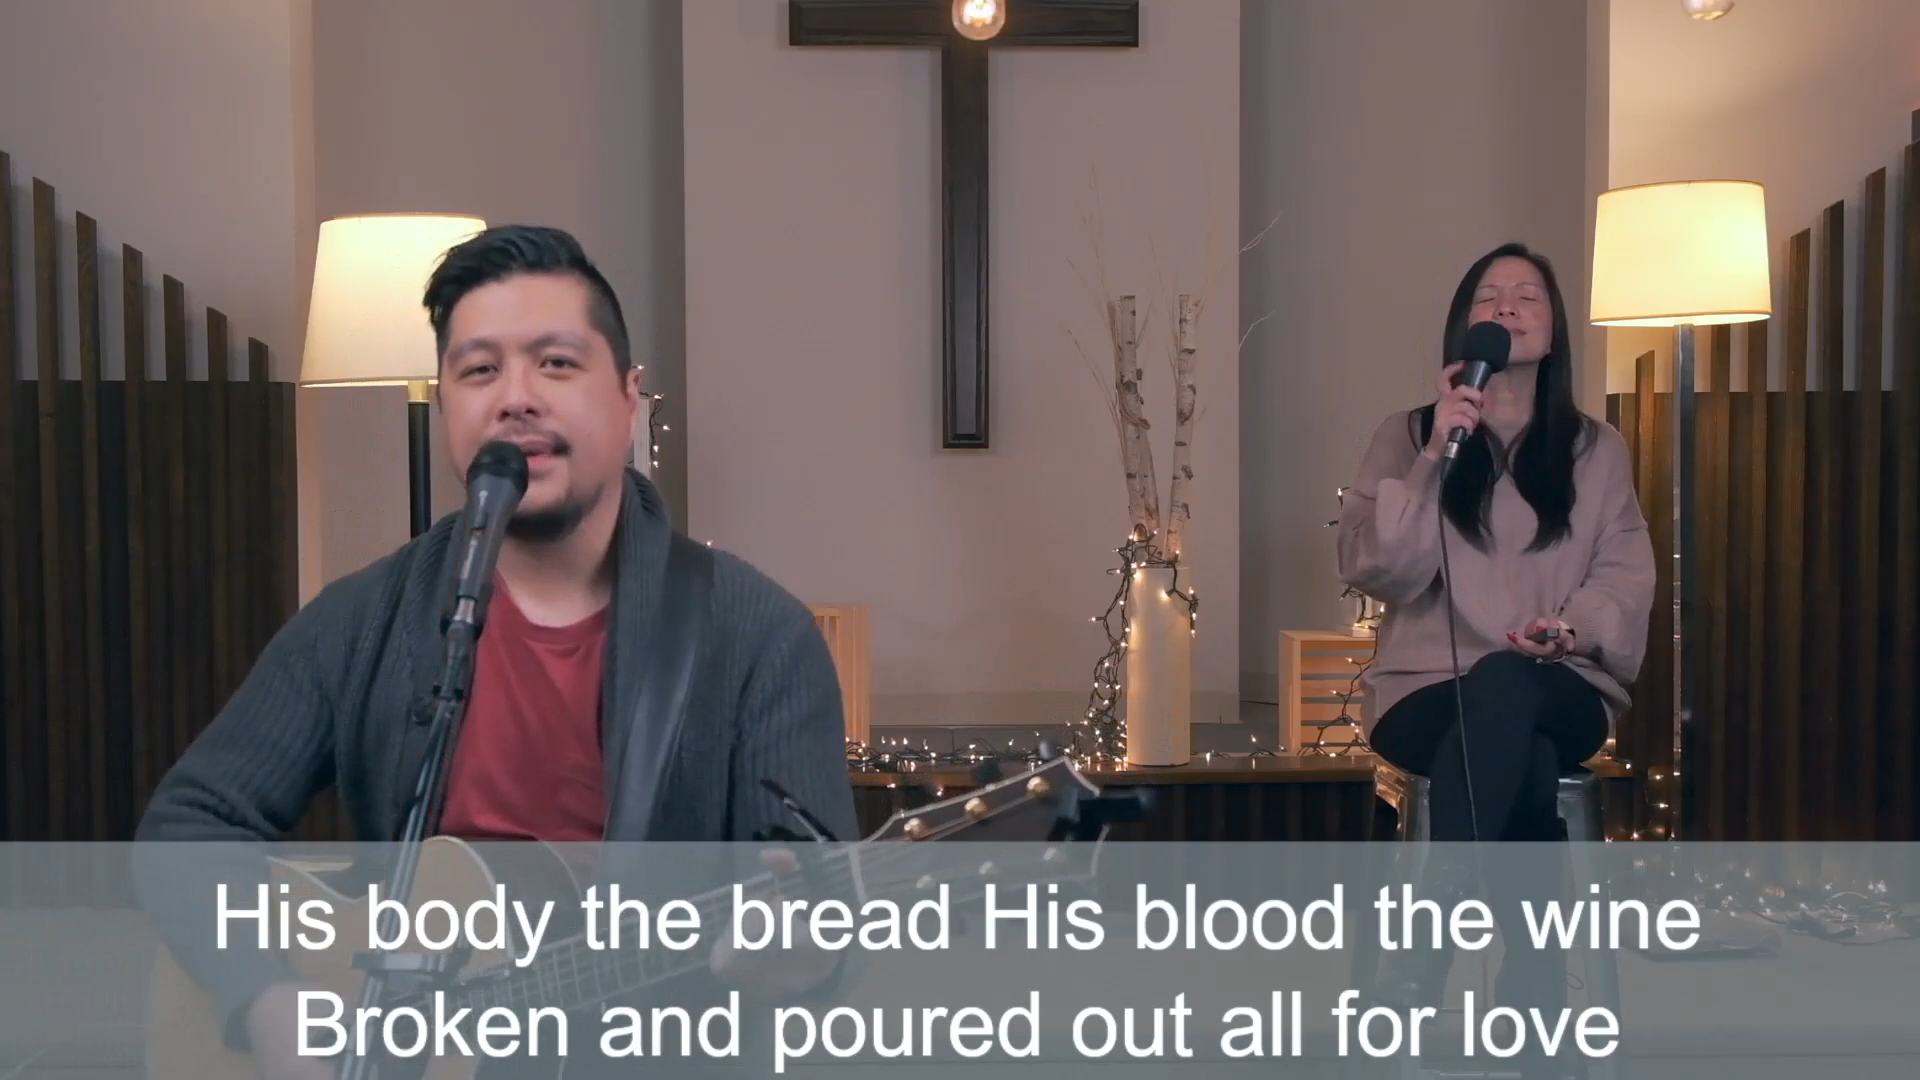 His body the bread His blood the wine
Broken and poured out all for love